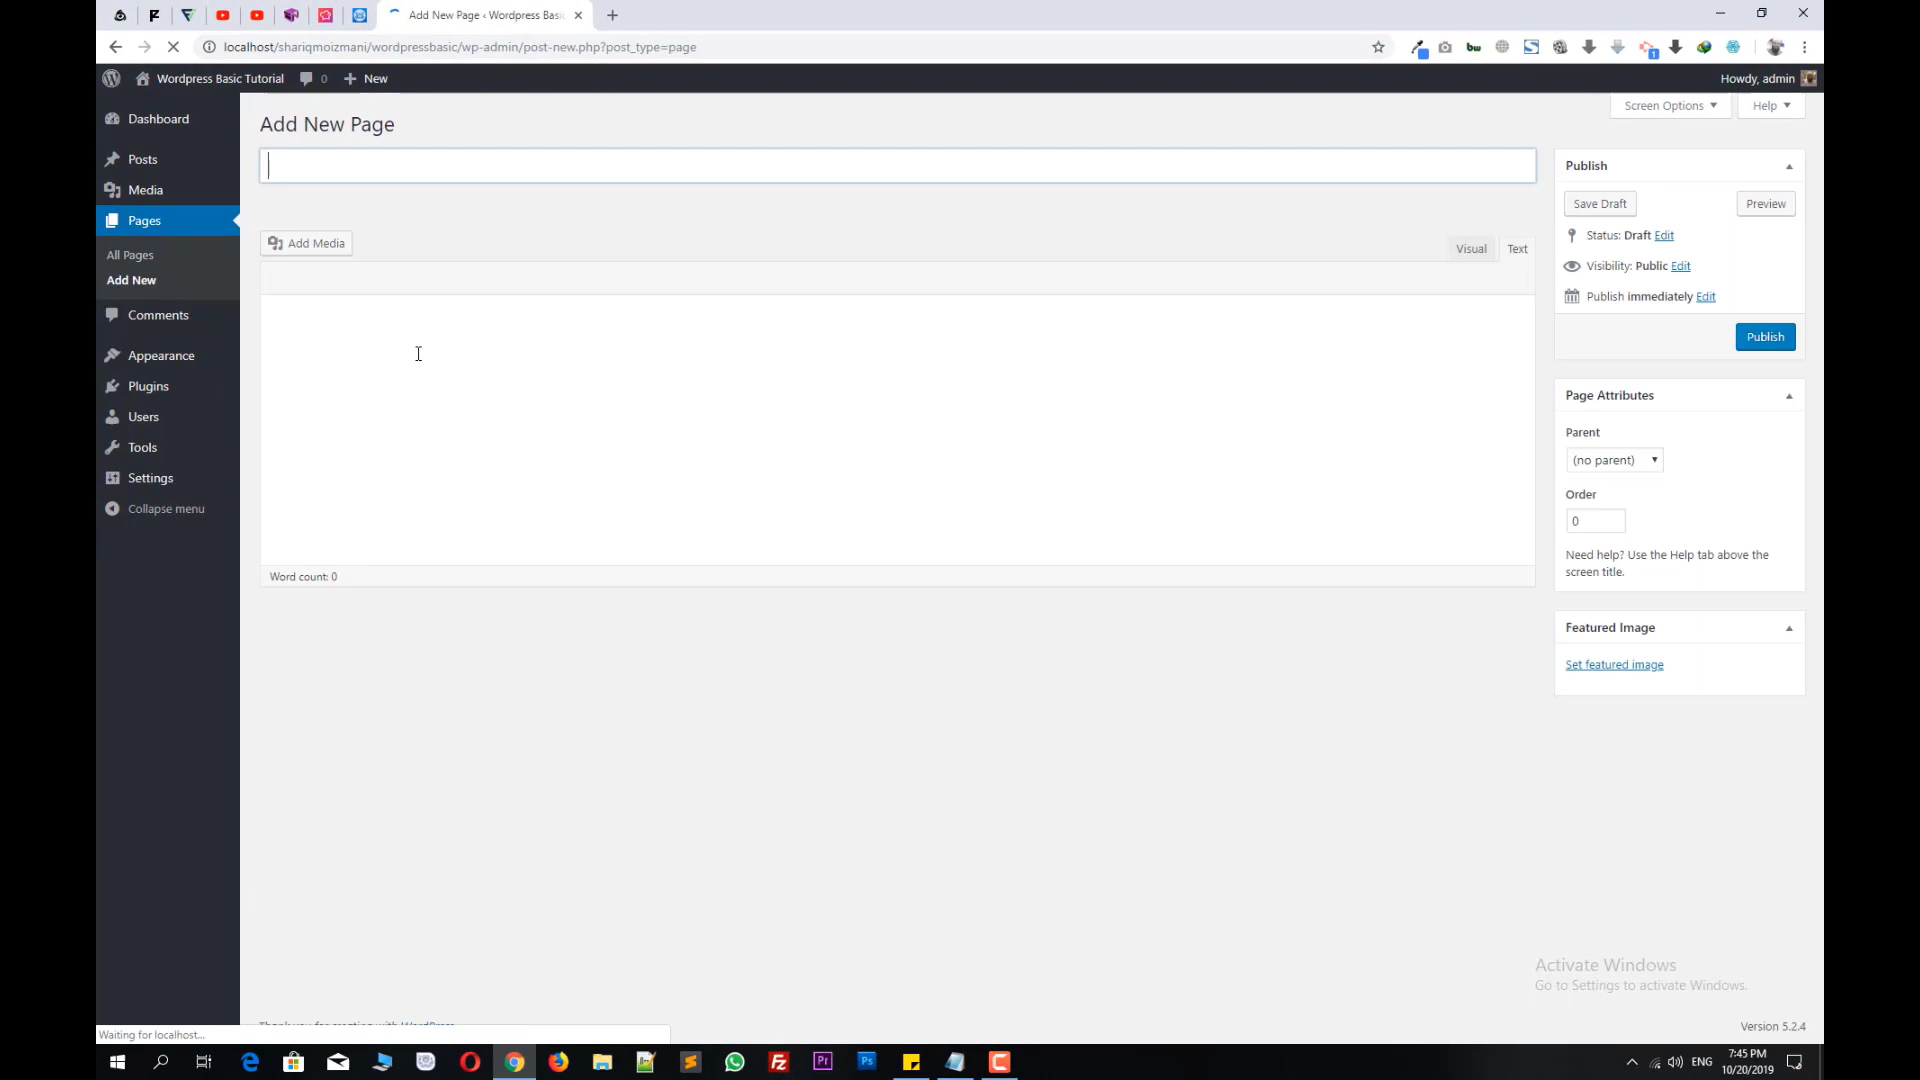 Add New Page ‹ Wordpress Basic
localhost/shariqmoizmani/wordpressbasic/wp-admin/post-new.php?post_type=page
Wordpress Basic Tutorial 0 New Howdy, admin
Screen Options Help
Dashboard
Posts
Media
Pages
All Pages
Add New
Comments
Appearance
Plugins
Users
Tools
Settings
Collapse menu
Add New Page
Add Media
Visual Text
Word count: 0
Publish
Save Draft Preview
Status: Draft Edit
Visibility: Public Edit
Publish immediately Edit
Publish
Page Attributes
Parent
(no parent)
Order
0
Need help? Use the Help tab above the
screen title.
Featured Image
Set featured image
Activate Windows
Go to Settings to activate Windows.
Thank you for creating with WordPress
Version 5.2.4
Waiting for localhost...
ENG
7:45 PM
10/20/2019